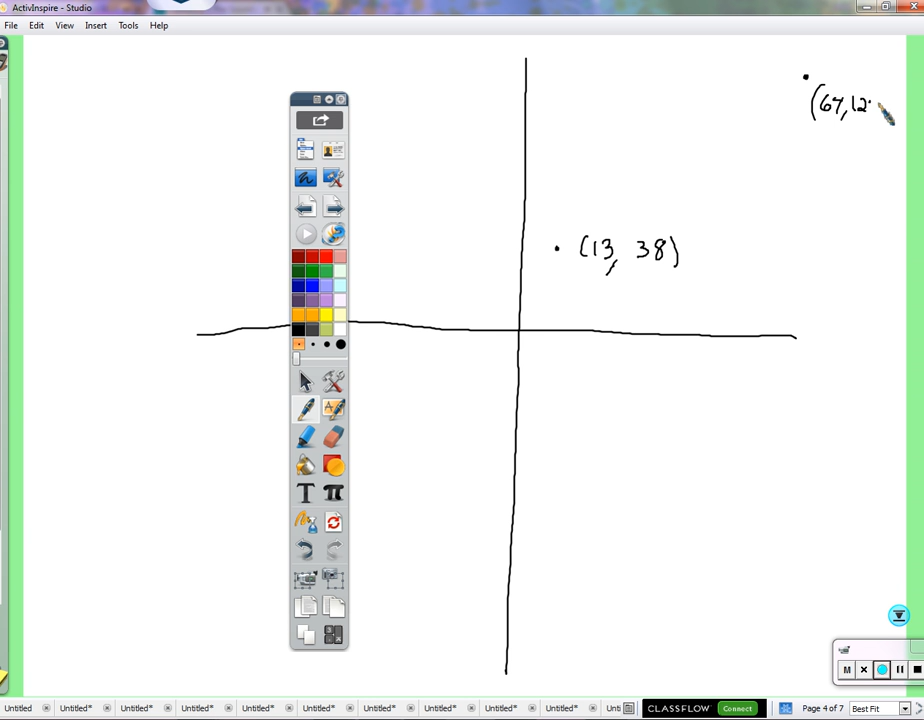 ActivInspire - Studio
File Edit View Insert Tools Help
(67,12
(13, 38)
T π
M
Untitled Untitled* Untitled* Untitled* Untitled* Untitled* Untitled* Untitled* Untitled* Untitled* Unti CLASSFLOW Connect Page 4 of 7 Best Fit